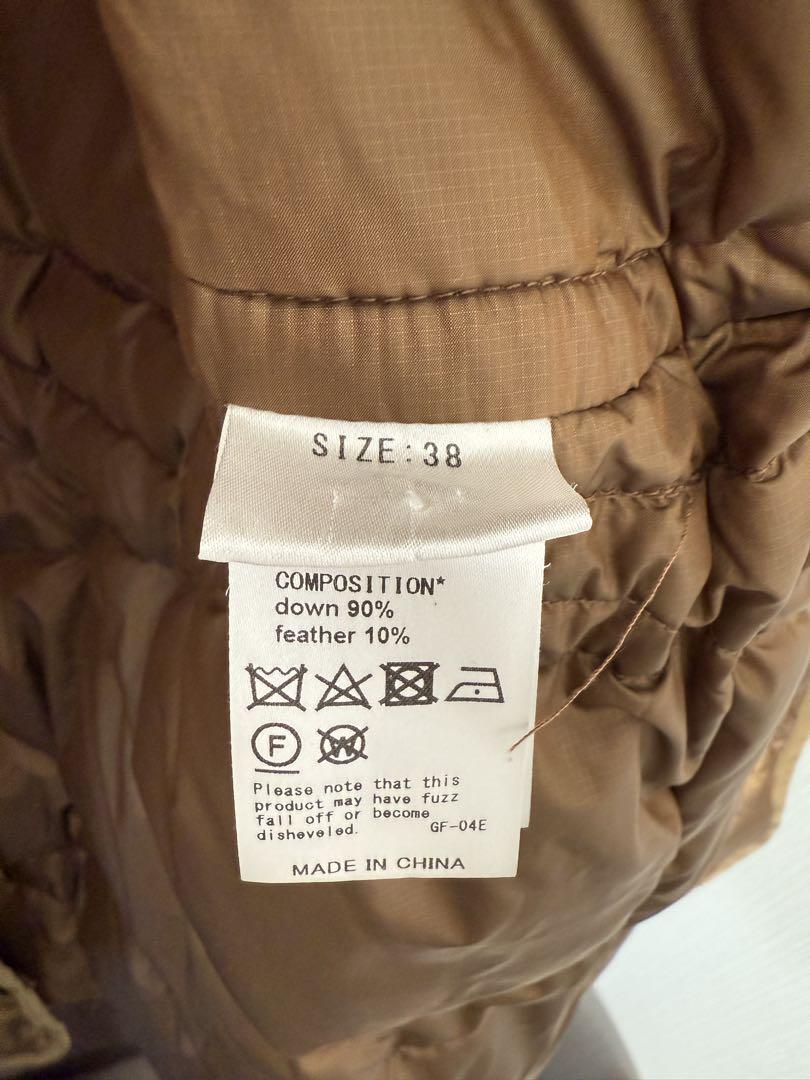 SIZE:38
COMPOSITION*
down 90%
feather 10%
F W
Please note that this
product may have fuzz
fall off or become
disheveled. GF-04E
MADE IN CHINA